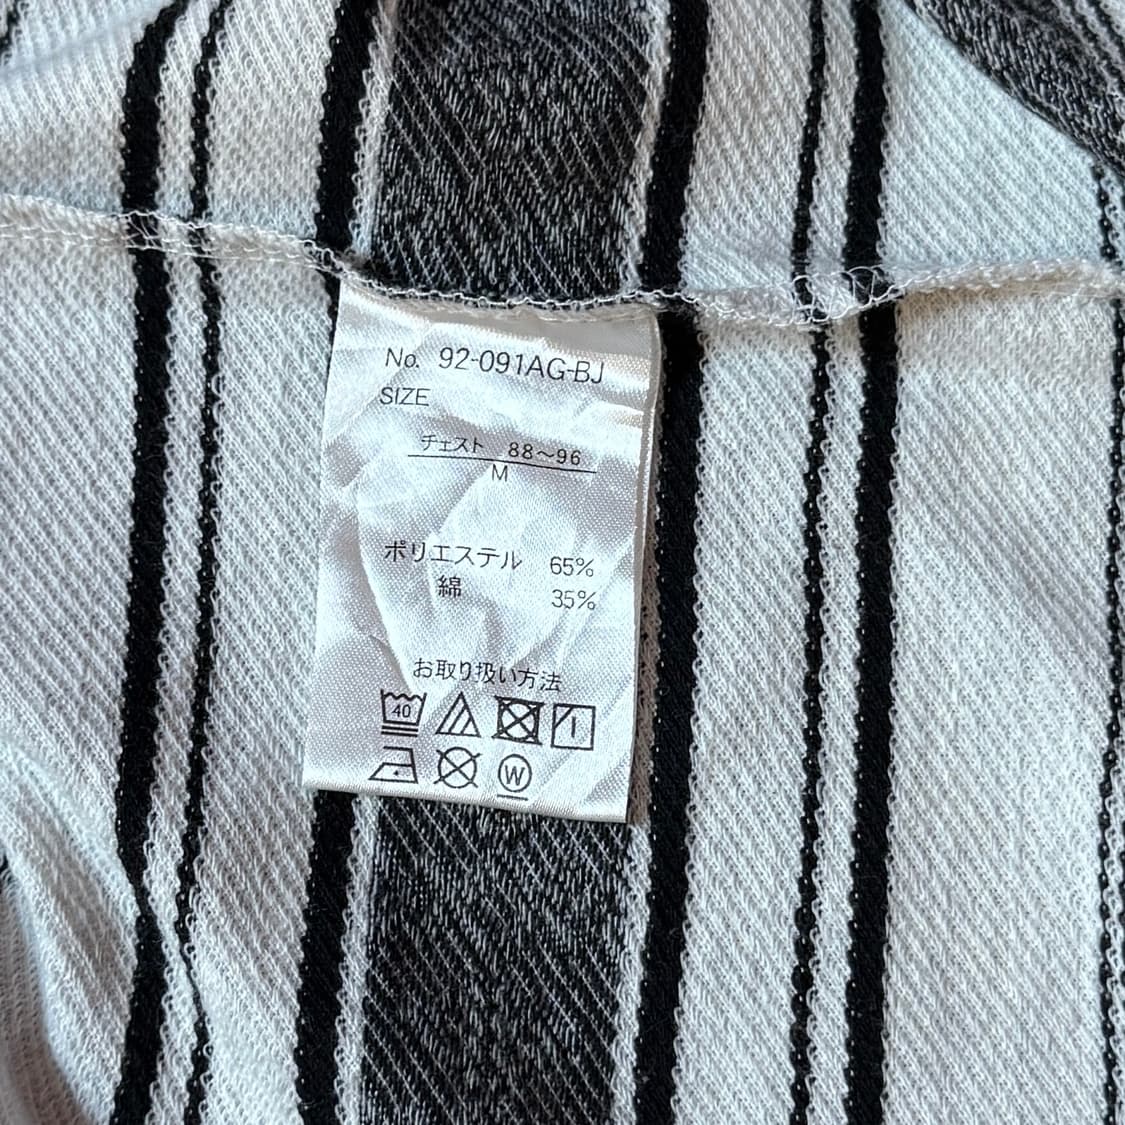 No. 92-091AG-BJ
SIZE
チェスト 88～96
M
ポリエステル 65%
綿 35%
お取り扱い方法
40
W